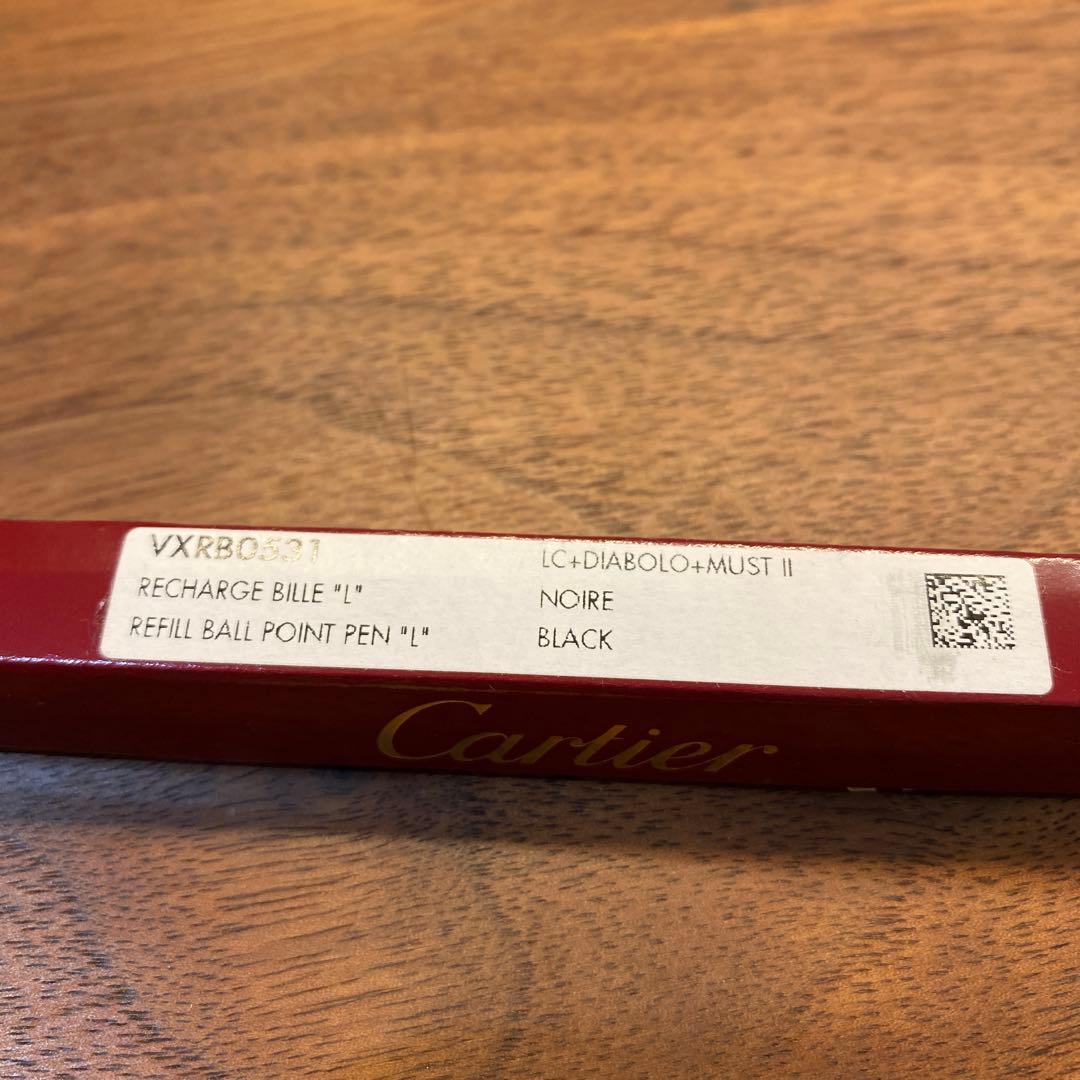 VXRB0531
RECHARGE BILLE "L"
REFILL BALL POINT PEN "L"
LC+DIABOLO+MUST II
NOIRE
BLACK
Cartier